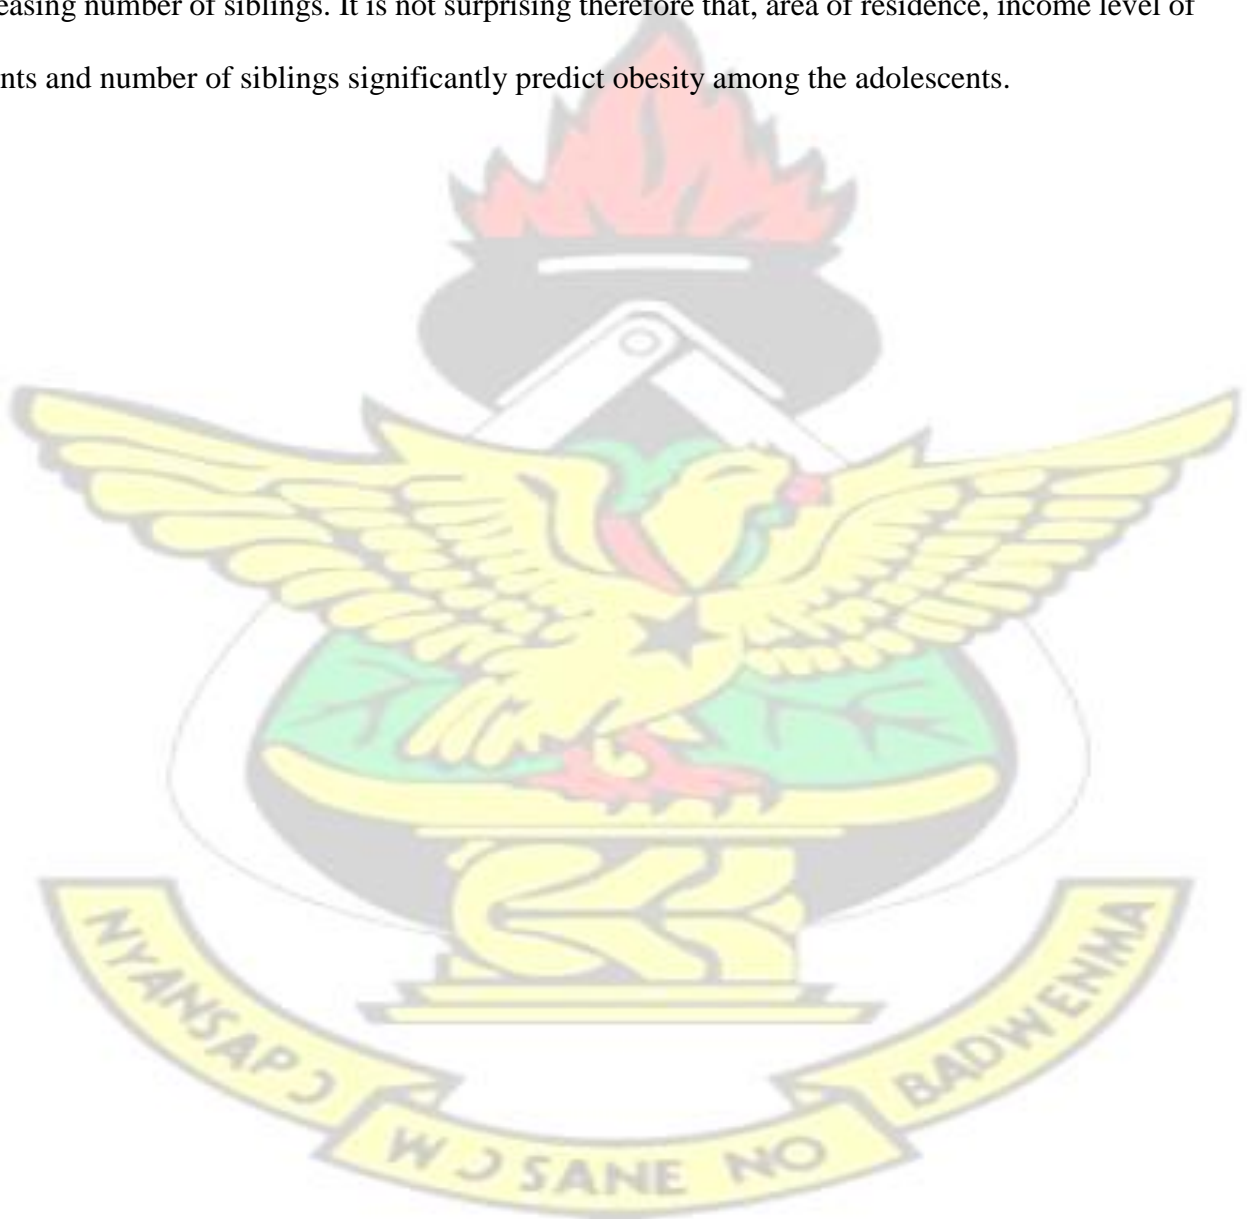 easing number of siblings. It is not surprising therefore that, area of residence, income level of
nts and number of siblings significantly predict obesity among the adolescents.
NYANSAPƆ
WƆSANE NO
BADWENMA